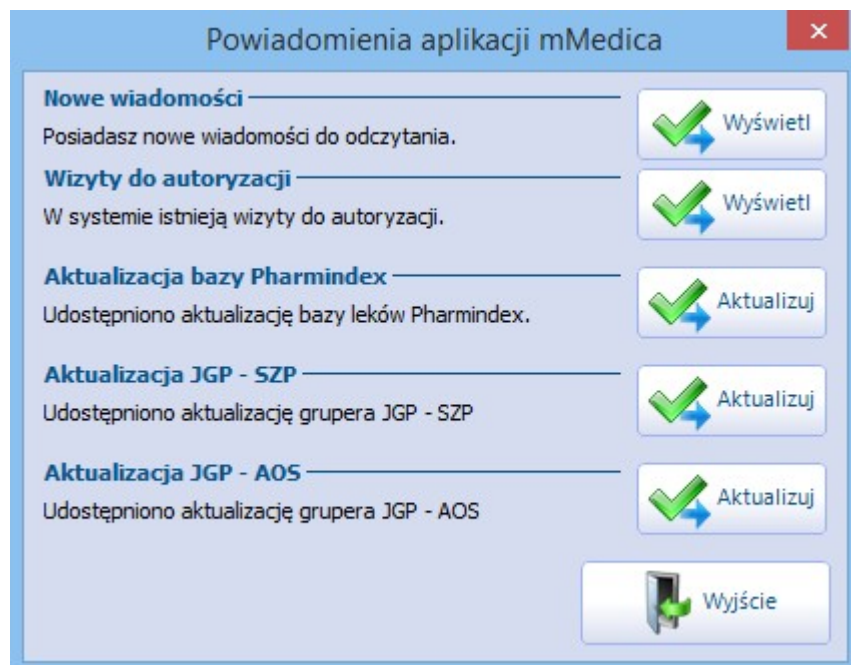 Powiadomienia aplikacji mMedica
Nowe wiadomości
Posiadasz nowe wiadomości do odczytania.
Wyświetl
Wizyty do autoryzacji
W systemie istnieją wizyty do autoryzacji.
Wyświetl
Aktualizacja bazy Pharmindex
Udostępniono aktualizację bazy leków Pharmindex.
Aktualizuj
Aktualizacja JGP - SZP
Udostępniono aktualizację grupera JGP - SZP
Aktualizuj
Aktualizacja JGP - AOS
Udostępniono aktualizację grupera JGP - AOS
Aktualizuj
Wyjście